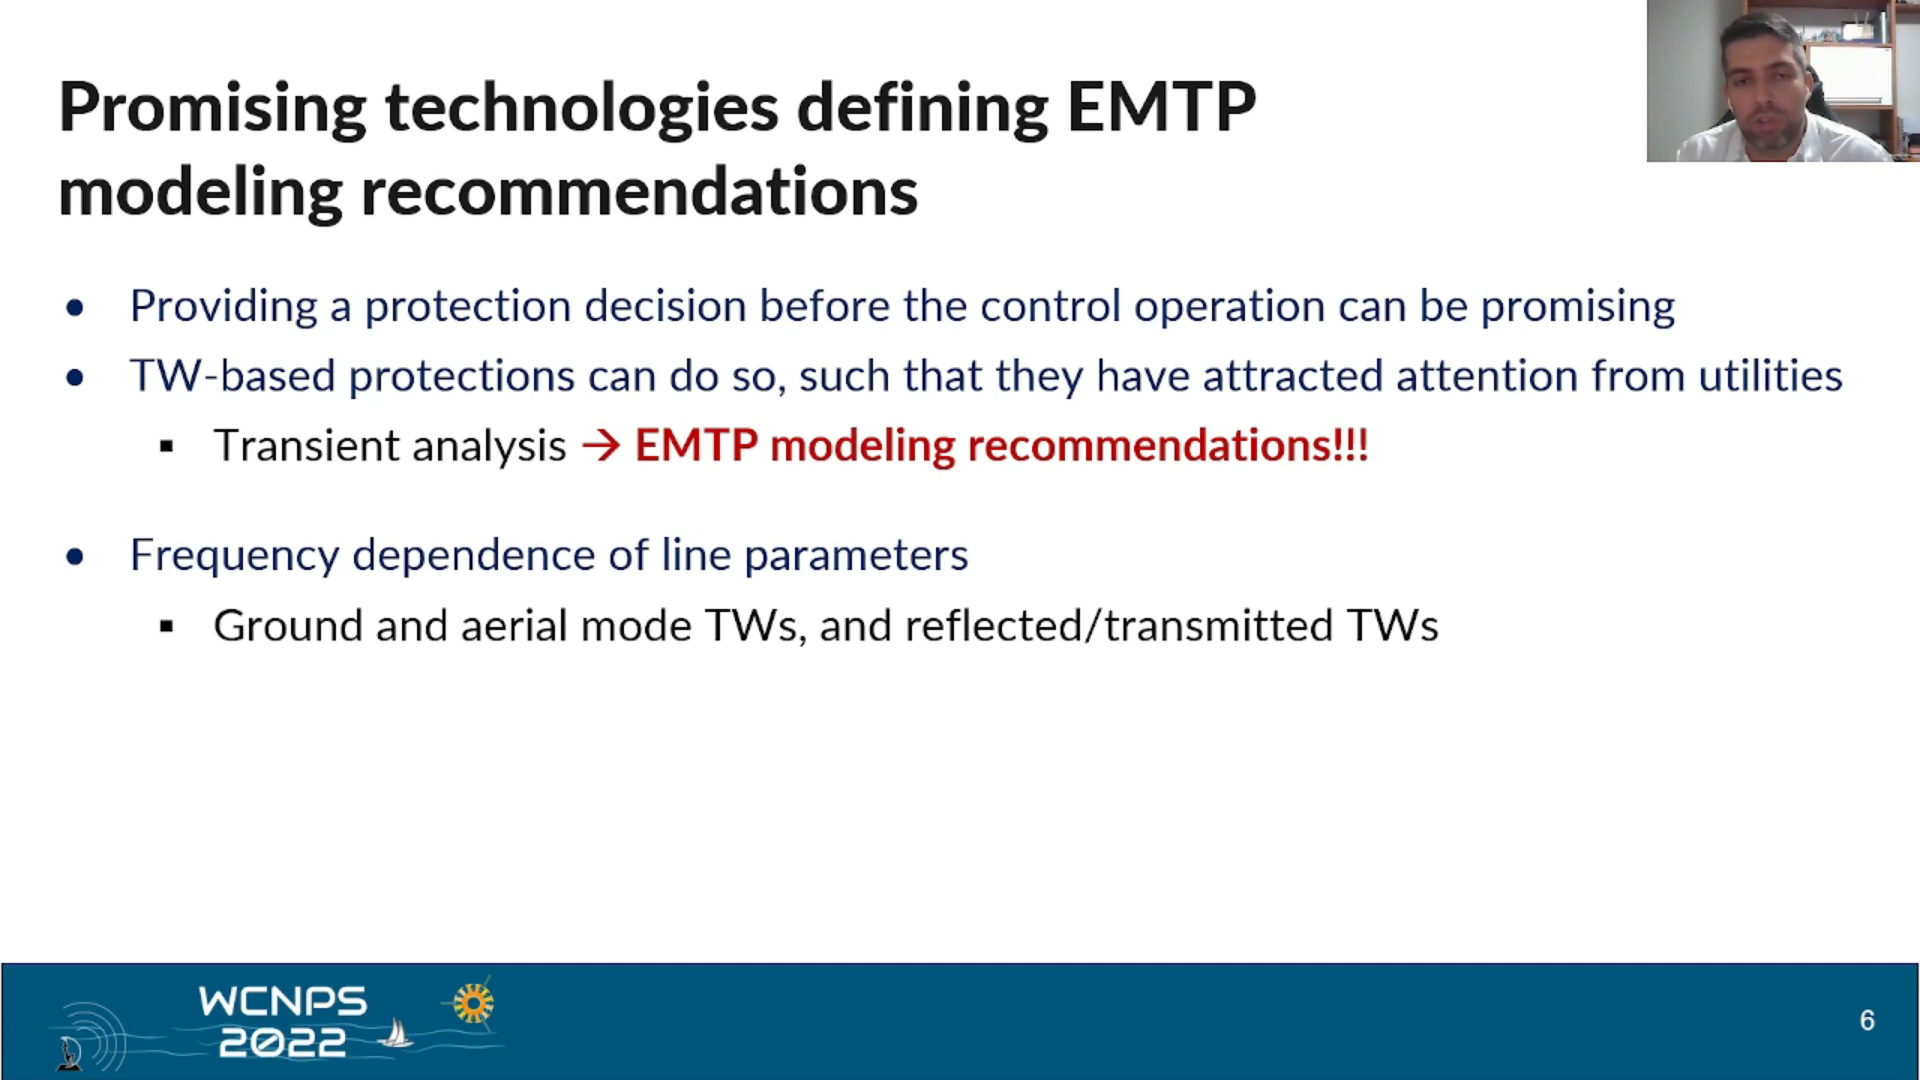 Promising technologies defining EMTP
modeling recommendations
• Providing a protection decision before the control operation can be promising
• TW-based protections can do so, such that they have attracted attention from utilities
▪ Transient analysis → EMTP modeling recommendations!!!
• Frequency dependence of line parameters
▪ Ground and aerial mode TWs, and reflected/transmitted TWs
WCNPS
2022
6